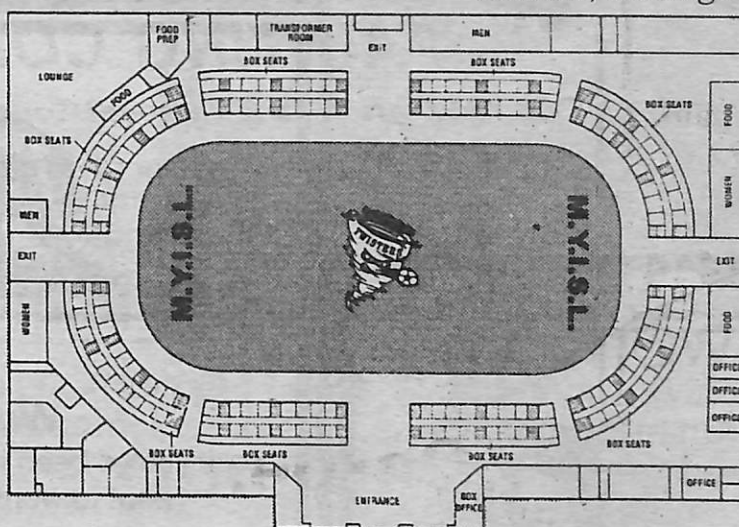 FOOD
PREP
TRANSFORMER
ROOM
EXIT
MEN
LOUNGE
BOX SEATS
BOX SEATS
FOOD
BOX SEATS
FOOD
BOX SEATS
WOMEN
MEN
M.Y.I.S.L.
TWISTERS
M.Y.I.S.L.
EXIT
EXIT
WOMEN
FOOD
OFFICE
OFFICE
OFFICE
BOX SEATS
BOX SEATS
BOX SEATS
BOX SEATS
ENTRANCE
BOX
OFFICE
OFFICE